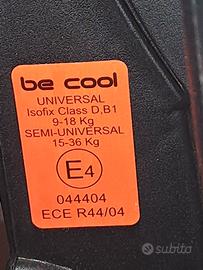 be cool
UNIVERSAL
Isofix Class D,B1
9-18 Kg
SEMI-UNIVERSAL
15-36 Kg
E4
044404
ECE R44/04
subito